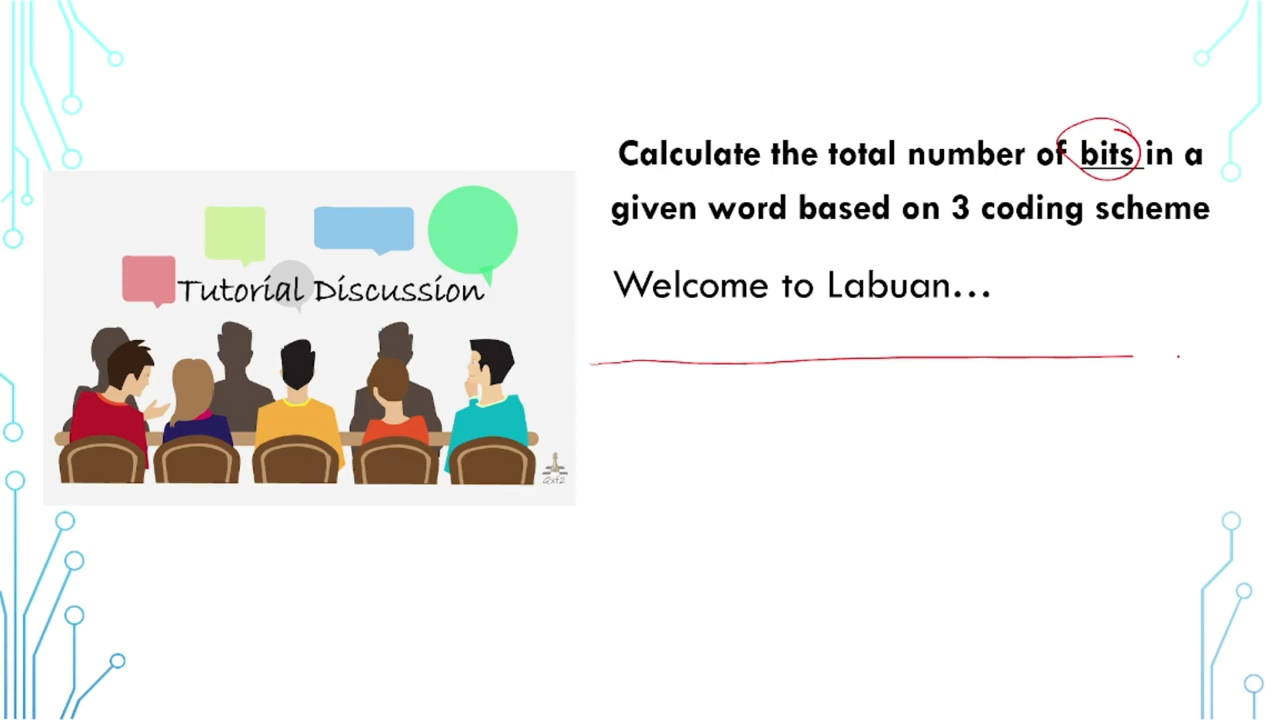 Calculate the total number of bits in a
given word based on 3 coding scheme
Welcome to Labuan...
Tutorial Discussion